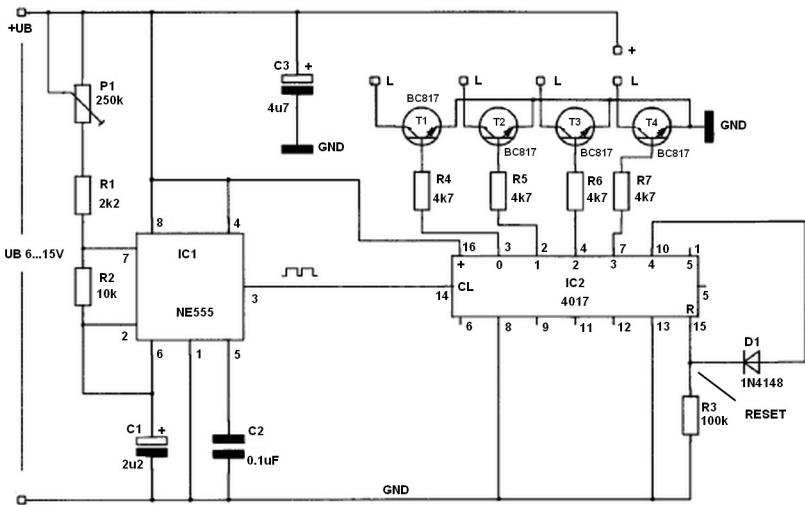 +UB
P1
250k
R1
2k2
UB 6...15V
R2
10k
C3
+
4u7
GND
+
L
L
L
L
BC817
T1
T2
T3
T4
BC817
BC817
BC817
GND
R4
4k7
R5
4k7
R6
4k7
R7
4k7
8
4
7
IC1
NE555
3
2
6
1
5
16
3
2
4
7
10
1
+
0
1
2
3
4
5
14
CL
IC2
4017
5
R
6
8
9
11
12
13
15
D1
1N4148
RESET
R3
100k
C1
+
2u2
C2
0.1uF
GND